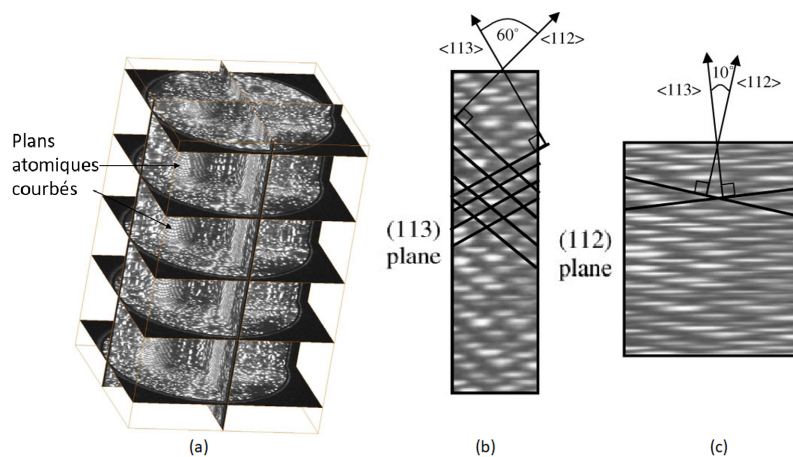 Plans
atomiques
courbés
(a)
60°
<113>
<112>
(113)
plane
(b)
10°
<113>
<112>
(112)
plane
(c)